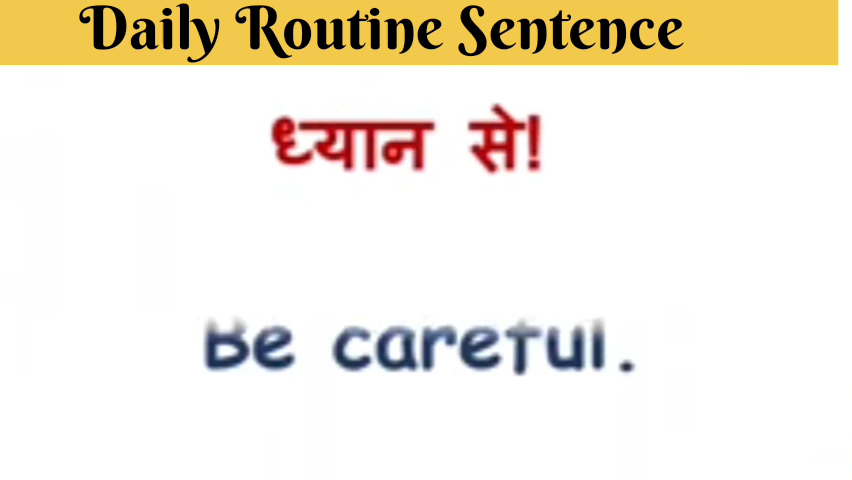 Daily Routine Sentence
ध्यान से!
Be careful.